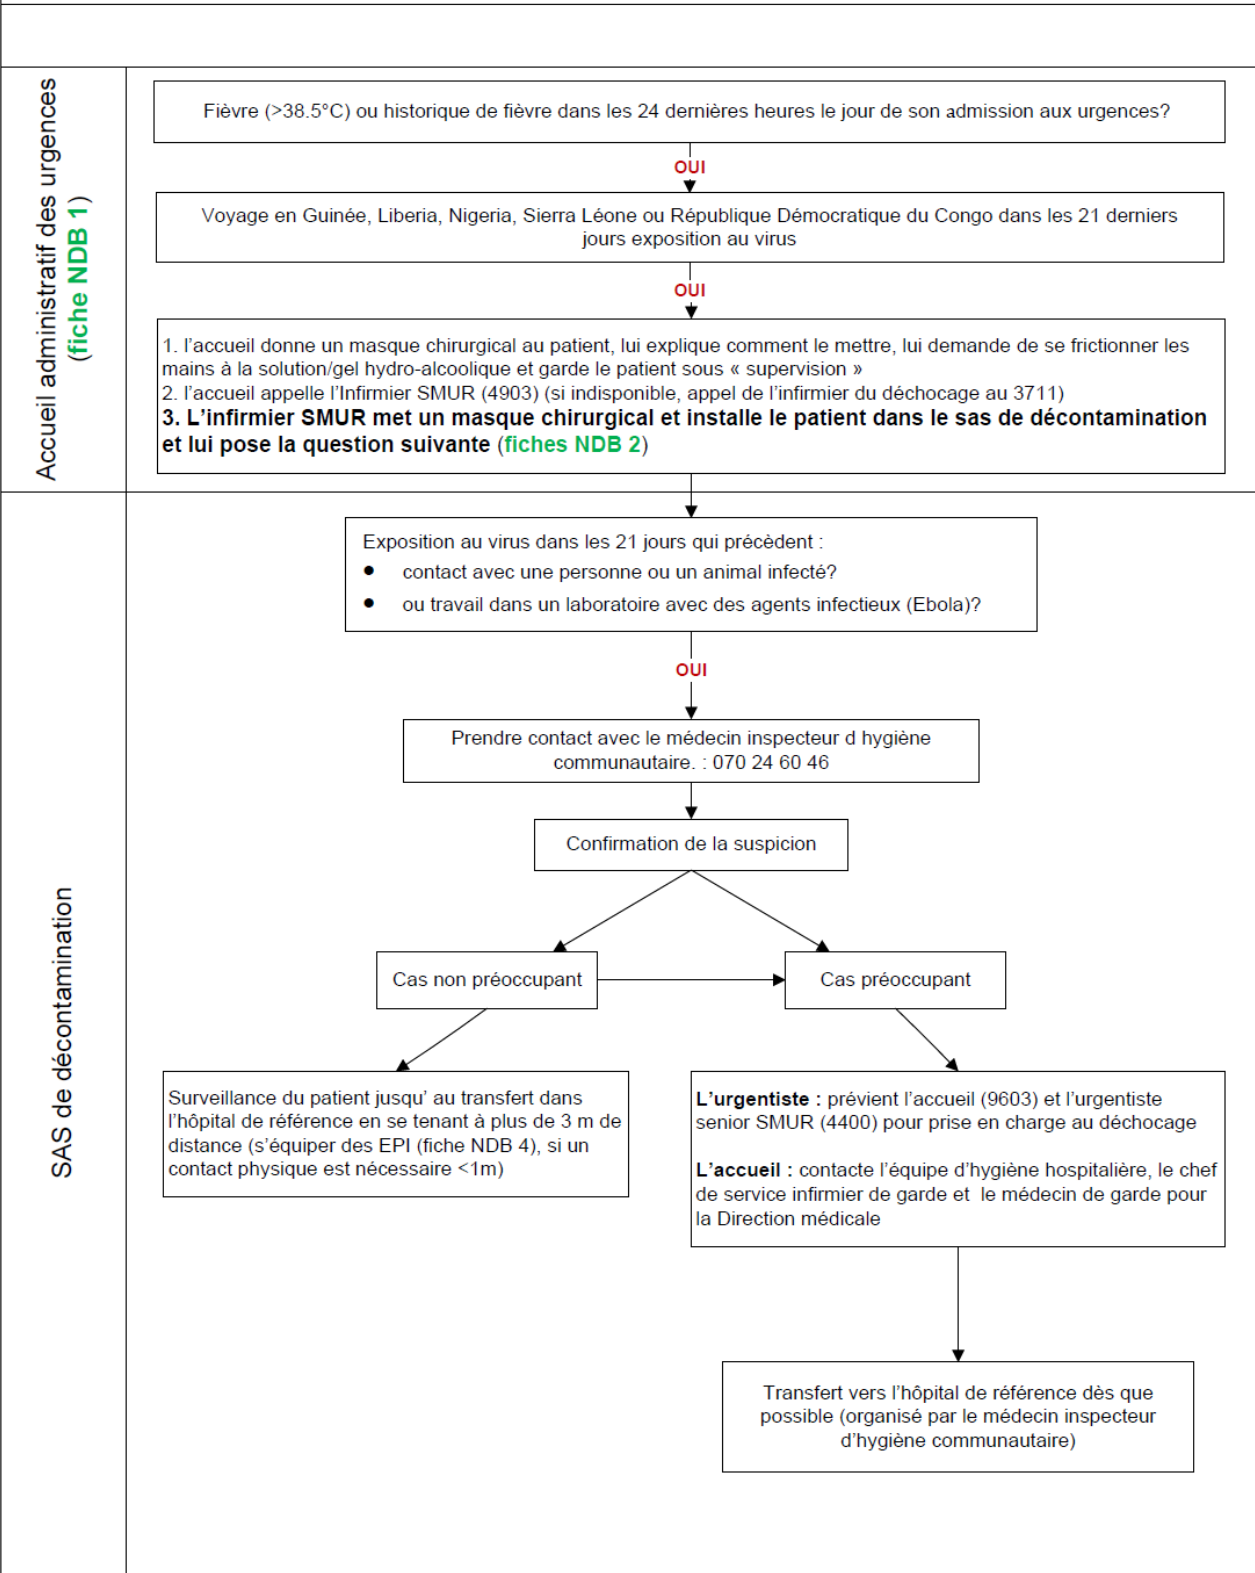 Accueil administratif des urgences
(fiche NDB 1)
Fièvre (>38.5°C) ou historique de fièvre dans les 24 dernières heures le jour de son admission aux urgences?
OUI
Voyage en Guinée, Liberia, Nigeria, Sierra Léone ou République Démocratique du Congo dans les 21 derniers
jours exposition au virus
OUI
1. l'accueil donne un masque chirurgical au patient, lui explique comment le mettre, lui demande de se frictionner les
mains à la solution/gel hydro-alcoolique et garde le patient sous « supervision »
2. l'accueil appelle l'Infirmier SMUR (4903) (si indisponible, appel de l'infirmier du déchocage au 3711)
3. L'infirmier SMUR met un masque chirurgical et installe le patient dans le sas de décontamination
et lui pose la question suivante (fiches NDB 2)
SAS de décontamination
Exposition au virus dans les 21 jours qui précèdent :
● contact avec une personne ou un animal infecté?
● ou travail dans un laboratoire avec des agents infectieux (Ebola)?
OUI
Prendre contact avec le médecin inspecteur d hygiène
communautaire. : 070 24 60 46
Confirmation de la suspicion
Cas non préoccupant
Cas préoccupant
Surveillance du patient jusqu' au transfert dans
l'hôpital de référence en se tenant à plus de 3 m de
distance (s'équiper des EPI (fiche NDB 4), si un
contact physique est nécessaire <1m)
L'urgentiste : prévient l'accueil (9603) et l'urgentiste
senior SMUR (4400) pour prise en charge au déchocage
L'accueil : contacte l'équipe d'hygiène hospitalière, le chef
de service infirmier de garde et le médecin de garde pour
la Direction médicale
Transfert vers l'hôpital de référence dès que
possible (organisé par le médecin inspecteur
d'hygiène communautaire)